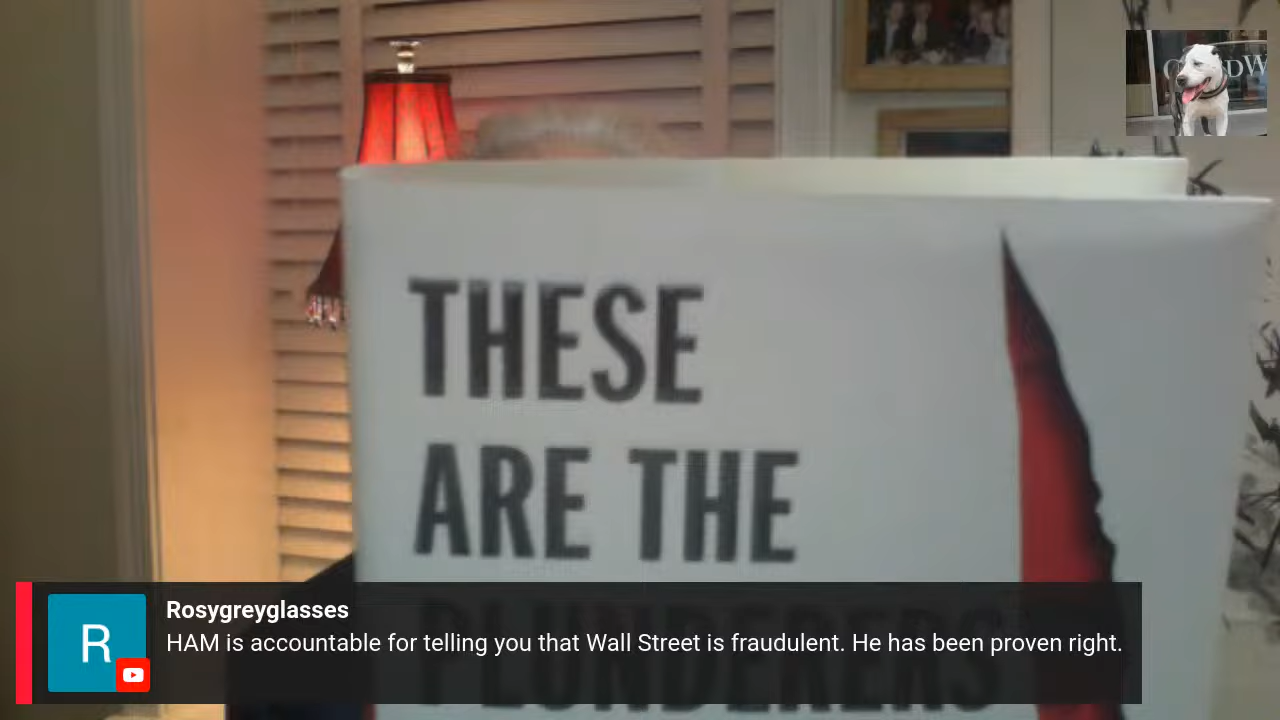 THESE
ARE THE
PLUNDERERS
Rosygreyglasses
HAM is accountable for telling you that Wall Street is fraudulent. He has been proven right.
R